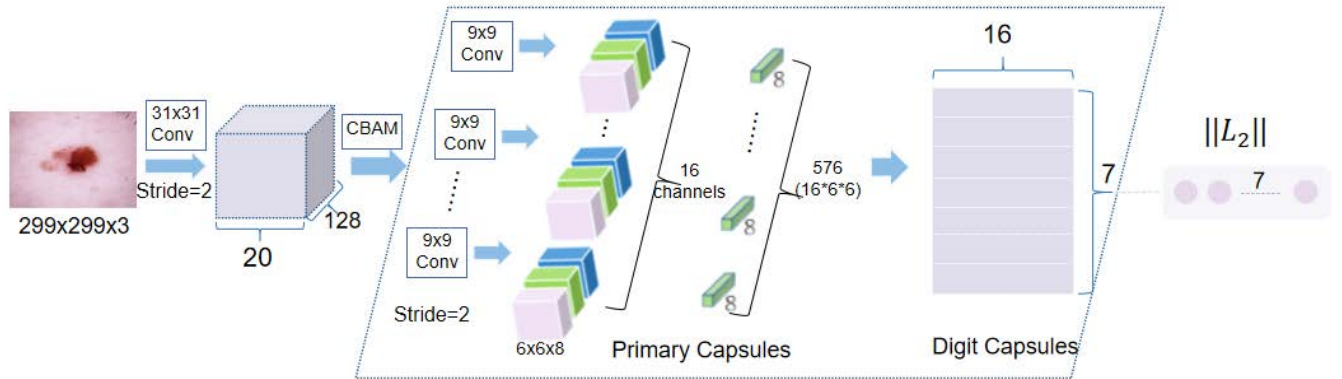 299x299x3
31x31
Conv
Stride=2
20
128
CBAM
9x9
Conv
9x9
Conv
9x9
Conv
Stride=2
6x6x8
16
channels
8
8
8
576
(16*6*6)
Primary Capsules
16
7
Digit Capsules
||L₂||
7